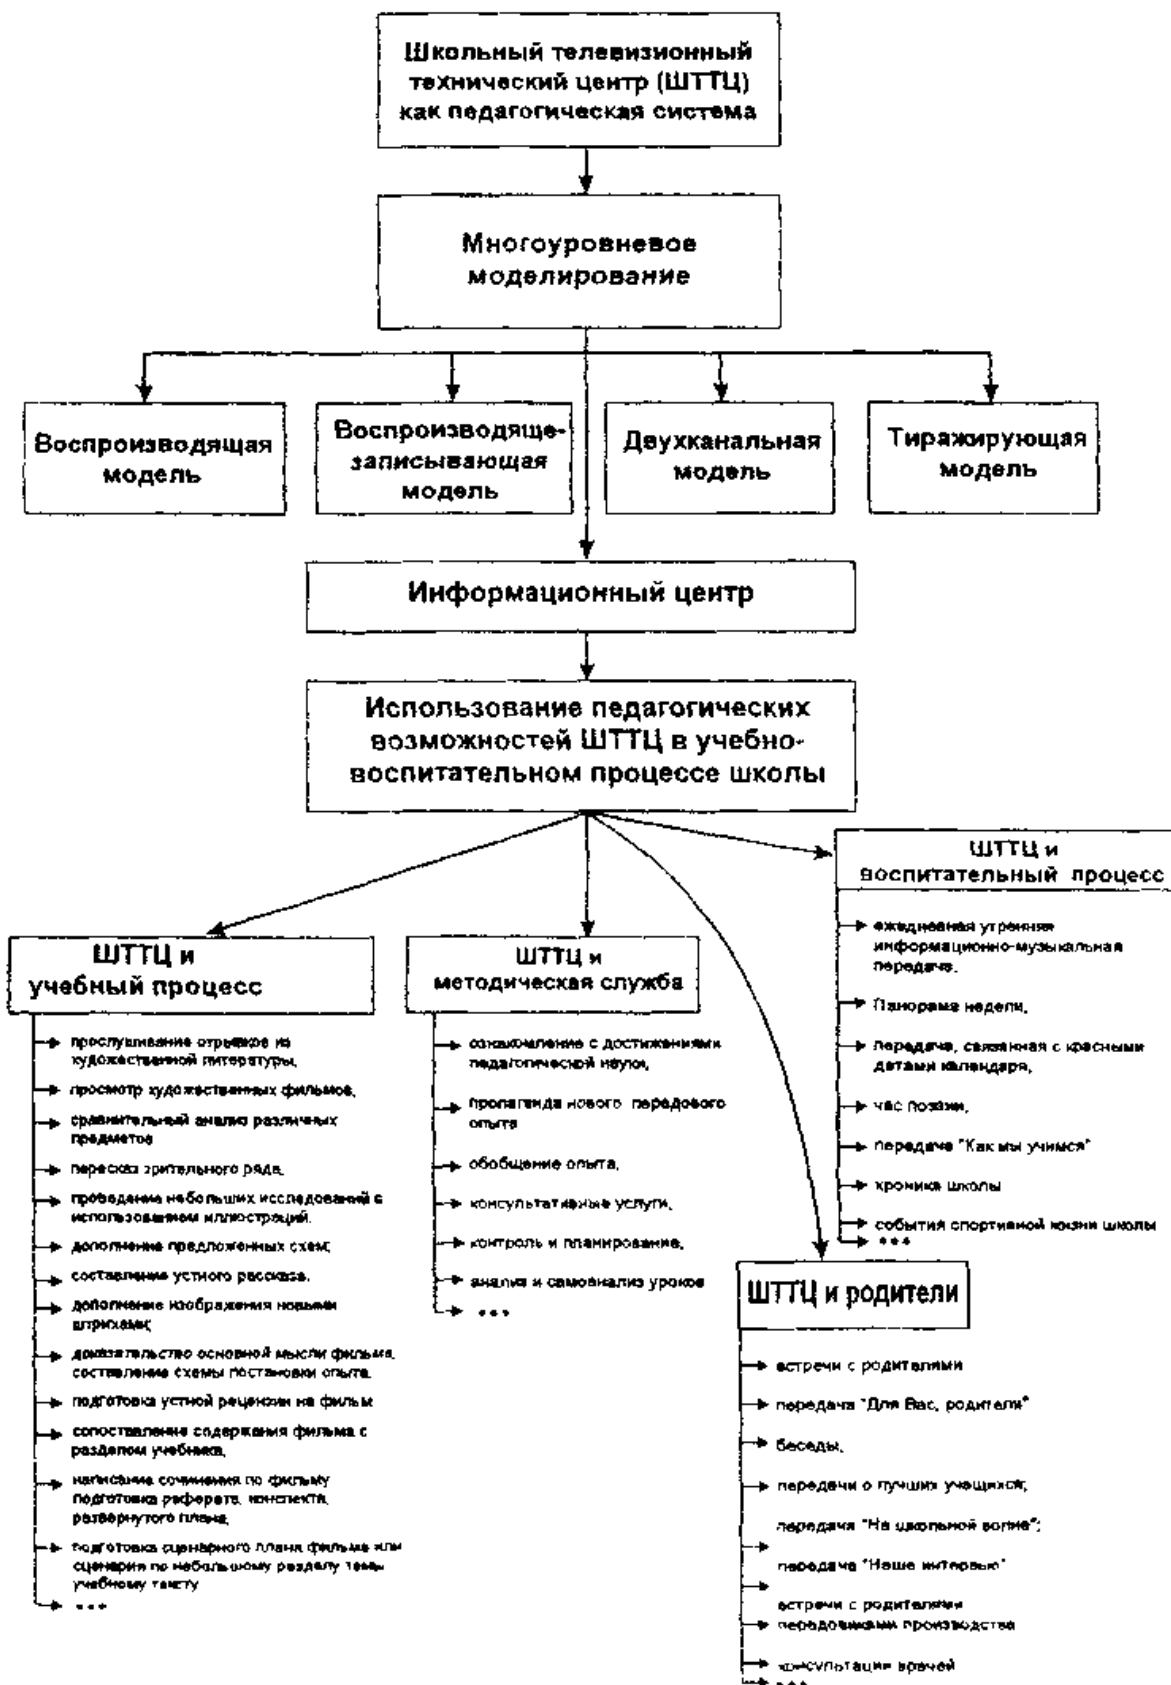 Школьный телевизионный
технический центр (ШТТЦ)
как педагогическая система
Многоуровневое
моделирование
Воспроизводящая
модель
Воспроизводяще-
записывающая
модель
Двухканальная
модель
Тиражирующая
модель
Информационный центр
Использование педагогических
возможностей ШТТЦ в учебно-
воспитательном процессе школы
ШТТЦ и
учебный процесс
прослушивание отрывков из
художественной литературы,
просмотр художественных фильмов,
сравнительный анализ различных
предметов
пересказ зрительного ряда,
проведение небольших исследований с
использованием иллюстраций.
дополнение предложенных схем;
составление устного рассказа.
дополнение изображения новыми
штрихами;
доказательство основной мысли фильма,
составление схемы постановки опыта,
подготовка устной рецензии на фильм
сопоставление содержания фильма с
разделом учебника,
написание сочинения по фильму
подготовка реферата, конспекта,
развернутого плана,
подготовка сценарного плана фильма или
сценария по небольшому разделу темы
учебному тексту
•••
ШТТЦ и
методическая служба
ознакомление с достижениями
педагогической науки,
пропаганда нового передового
опыта
обобщение опыта,
консультативные услуги,
контроль и планирование,
анализ и самоанализ уроков
•••
ШТТЦ и
воспитательный процесс
ежедневная утренняя
информационно-музыкальная
передача,
Панорама недели,
передача, связанная с красными
датами календаря,
час поэзии,
передача "Как мы учимся"
хроника школы
события спортивной жизни школы
•••
ШТТЦ и родители
встречи с родителями
передача "Для Вас, родители"
беседы,
передачи о лучших учащихся;
передача "На школьной волне";
передача "Наше интервью"
встречи с родителями
передовиками производства
консультации врачей
•••